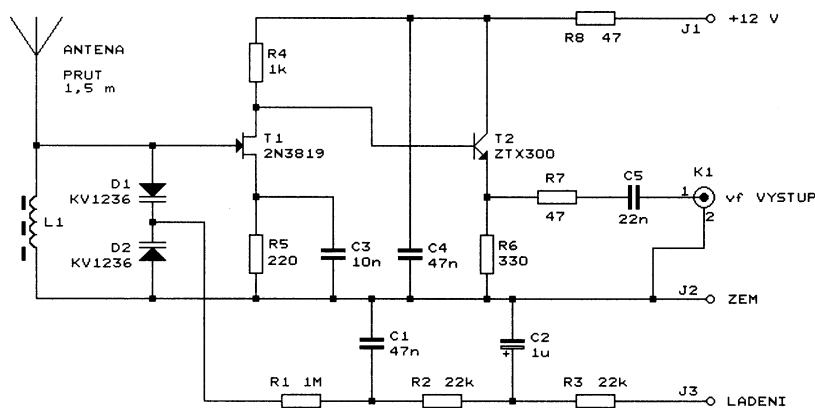 ANTENA
PRUT
1,5 m
R4
1k
R8 47
J1
+12 V
T1
2N3819
T2
ZTX300
D1
KV1236
L1
D2
KV1236
R5
220
C3
10n
C4
47n
R6
330
R7
47
C5
22n
K1
1
2
vf VYSTUP
J2
ZEM
C1
47n
C2
1u
+
R1 1M
R2 22k
R3 22k
J3
LADENI